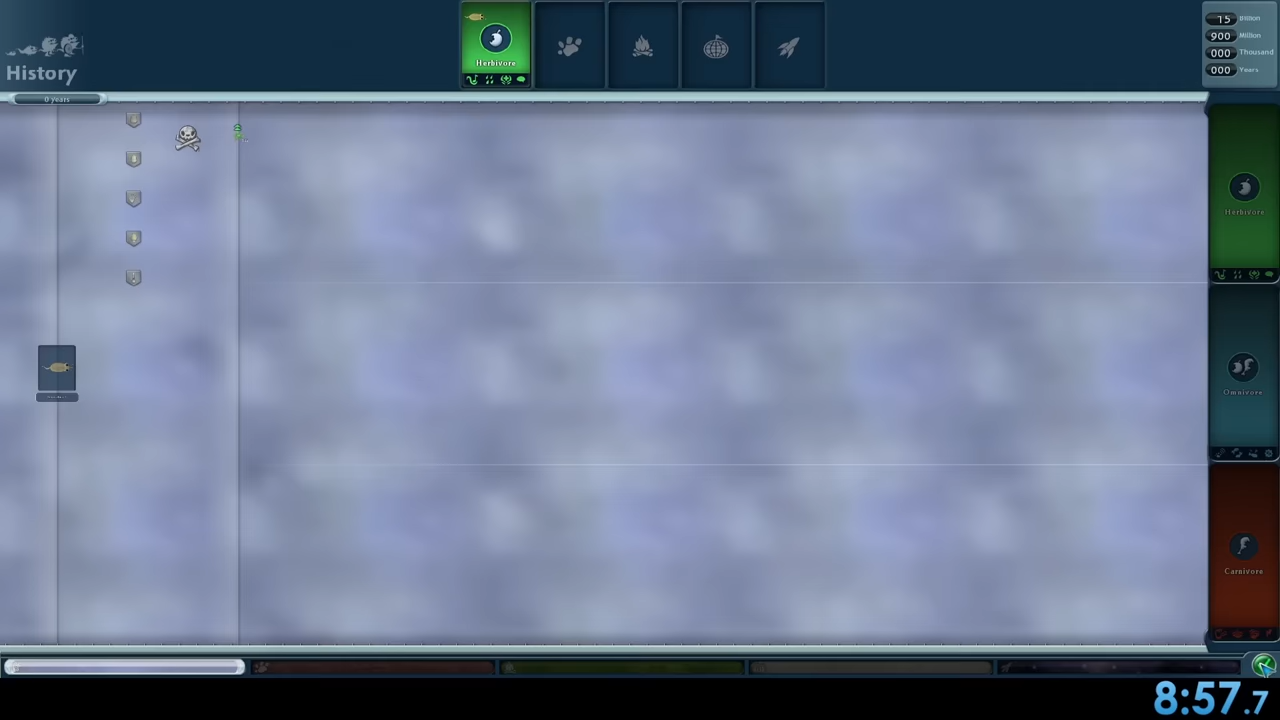 History
Herbivore
15 Billion
900 Million
000 Thousand
000 Years
0 years
Herbivore
Omnivore
Carnivore
8:57.7